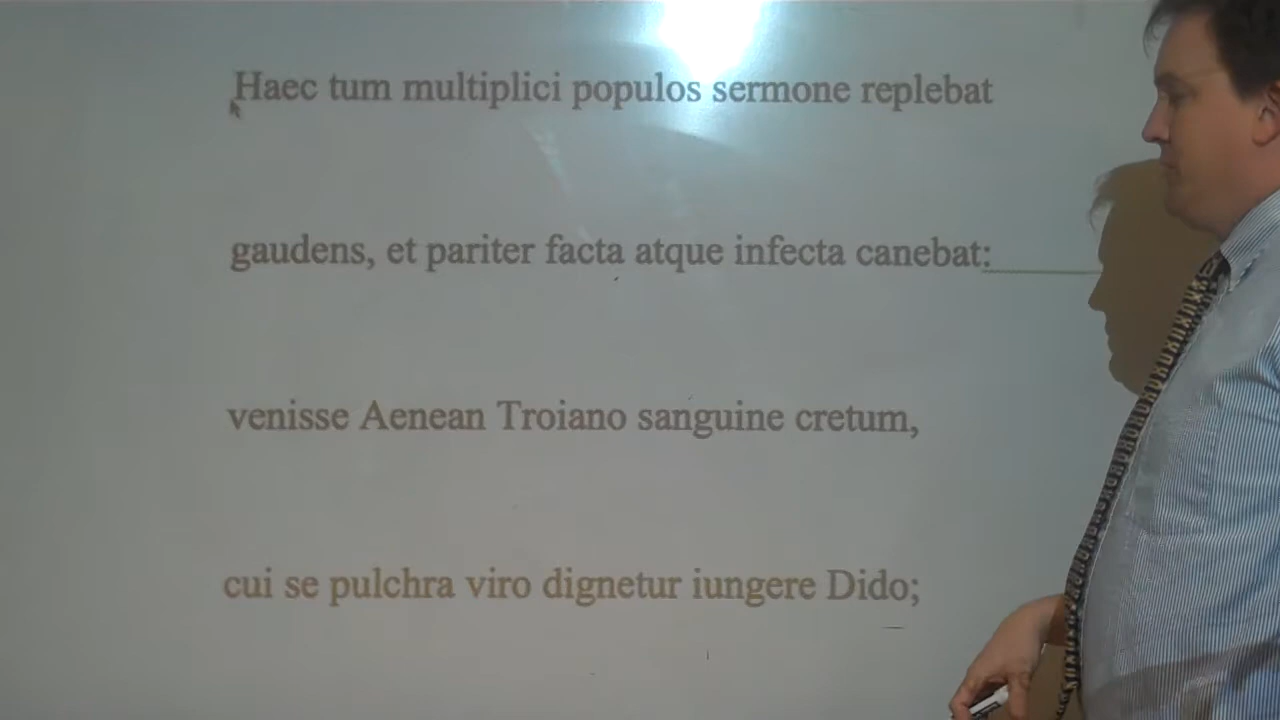 Haec tum multiplici populos sermone replebat
gaudens, et pariter facta atque infecta canebat:
venisse Aenean Troiano sanguine cretum,
cui se pulchra viro dignetur iungere Dido;